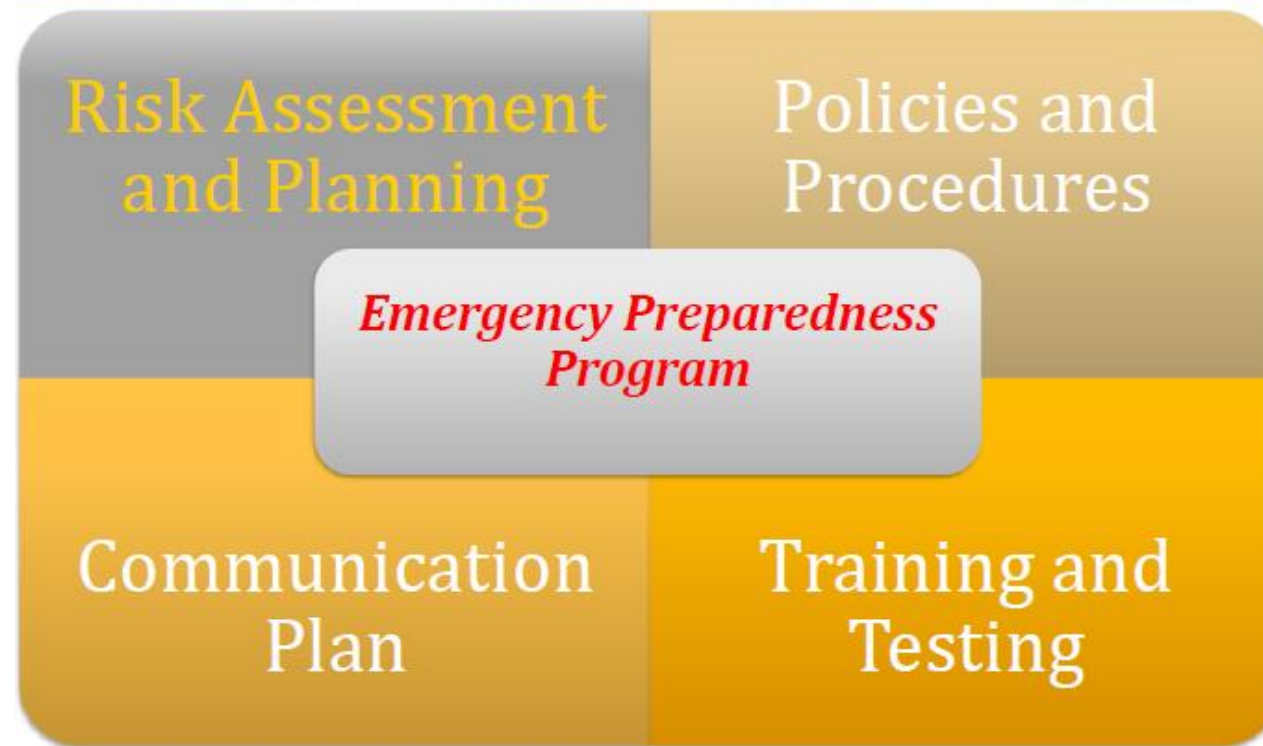 Risk Assessment
and Planning
Policies and
Procedures
Emergency Preparedness
Program
Communication
Plan
Training and
Testing